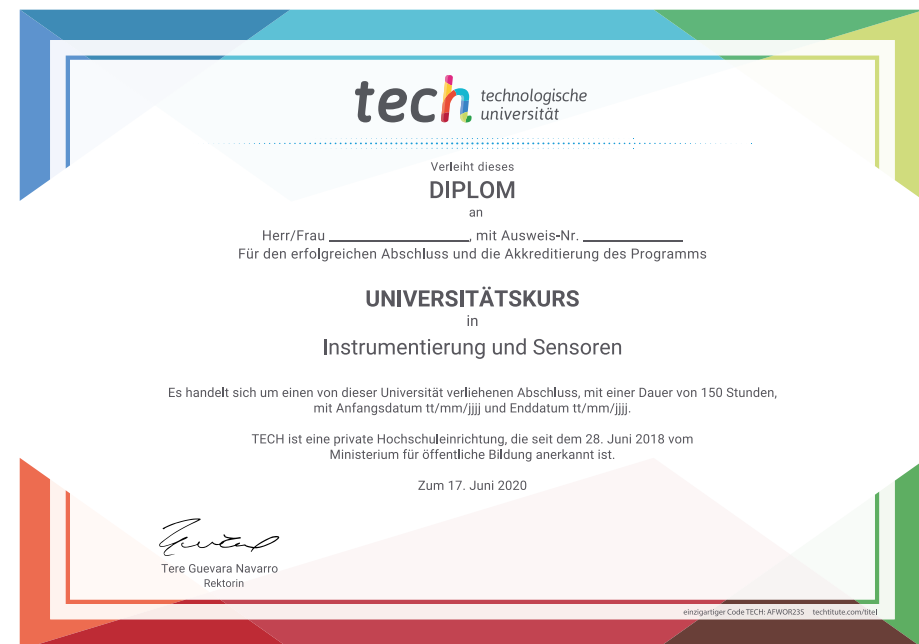 tech technologische
universität
Verleiht dieses
DIPLOM
an
Herr/Frau ________________, mit Ausweis-Nr. ____________
Für den erfolgreichen Abschluss und die Akkreditierung des Programms
UNIVERSITÄTSKURS
in
Instrumentierung und Sensoren
Es handelt sich um einen von dieser Universität verliehenen Abschluss, mit einer Dauer von 150 Stunden,
mit Anfangsdatum tt/mm/jjjj und Enddatum tt/mm/jjjj.
TECH ist eine private Hochschuleinrichtung, die seit dem 28. Juni 2018 vom
Ministerium für öffentliche Bildung anerkannt ist.
Zum 17. Juni 2020
Tere Guevara Navarro
Rektorin
einzigartiger Code TECH: AFWOR23S techtitute.com/titel